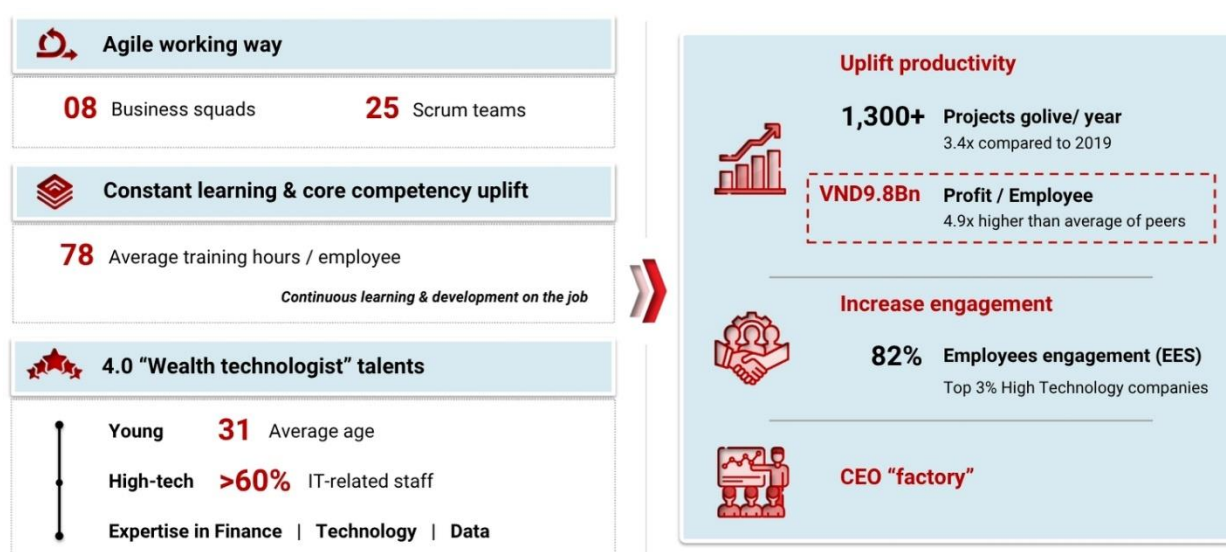 Agile working way
08 Business squads 25 Scrum teams
Constant learning & core competency uplift
78 Average training hours / employee
Continuous learning & development on the job
4.0 “Wealth technologist” talents
Young 31 Average age
High-tech >60% IT-related staff
Expertise in Finance | Technology | Data
Uplift productivity
1,300+ Projects golive/ year
3.4x compared to 2019
VND9.8Bn Profit / Employee
4.9x higher than average of peers
Increase engagement
82% Employees engagement (EES)
Top 3% High Technology companies
CEO “factory”